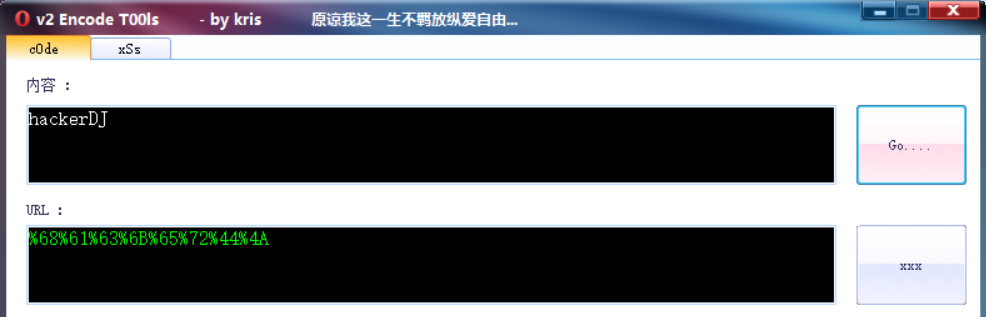 v2 Encode T00ls - by kris 原谅我这一生不羁放纵爱自由...
c0de xSs
内容 :
hackerDJ
Go....
URL :
%68%61%63%6B%65%72%44%4A
xxx